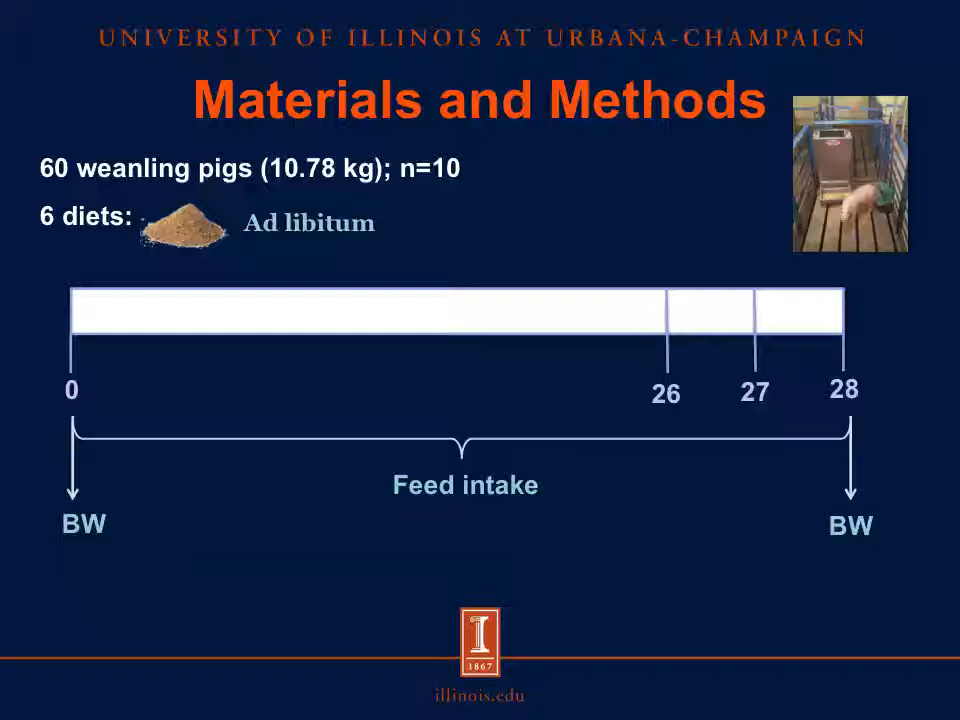 UNIVERSITY OF ILLINOIS AT URBANA-CHAMPAIGN
Materials and Methods
60 weanling pigs (10.78 kg); n=10
6 diets:
Ad libitum
0
26
27
28
Feed intake
BW
BW
I
1867
illinois.edu